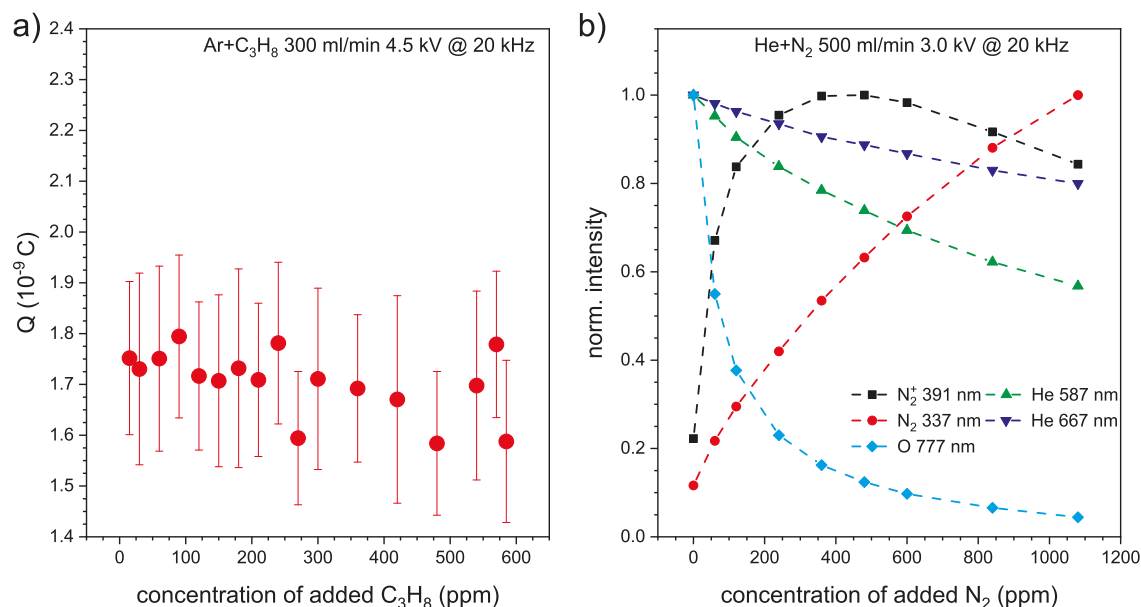 a)
Ar+C₃H₈ 300 ml/min 4.5 kV @ 20 kHz
2.4
2.3
2.2
2.1
2.0
1.9
1.8
1.7
1.6
1.5
1.4
Q (10⁻⁹ C)
0 100 200 300 400 500 600
concentration of added C₃H₈ (ppm)
b)
He+N₂ 500 ml/min 3.0 kV @ 20 kHz
1.0
0.8
0.6
0.4
0.2
0.0
norm. intensity
N₂⁺ 391 nm He 587 nm
N₂ 337 nm He 667 nm
O 777 nm
0 200 400 600 800 1000 1200
concentration of added N₂ (ppm)